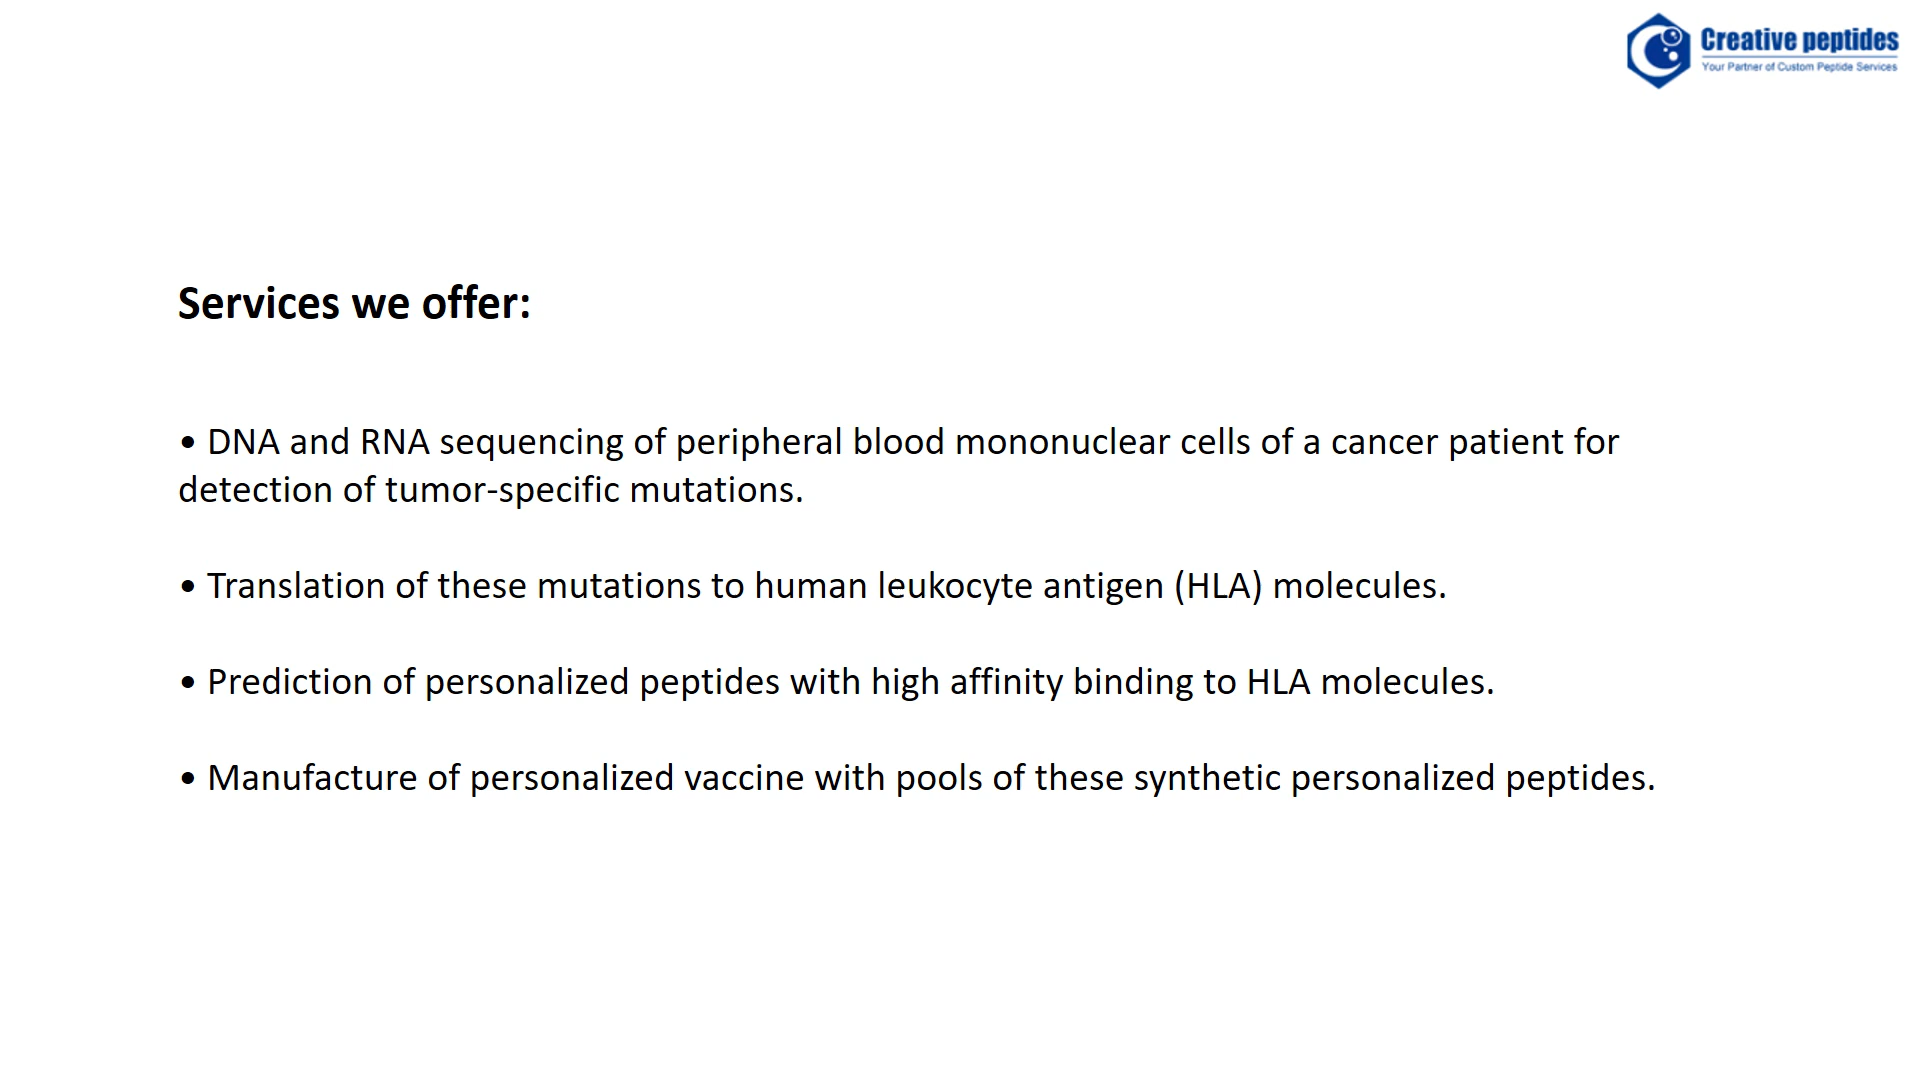 Creative peptides
Your Partner of Custom Peptide Services
Services we offer:
• DNA and RNA sequencing of peripheral blood mononuclear cells of a cancer patient for
detection of tumor-specific mutations.
• Translation of these mutations to human leukocyte antigen (HLA) molecules.
• Prediction of personalized peptides with high affinity binding to HLA molecules.
• Manufacture of personalized vaccine with pools of these synthetic personalized peptides.